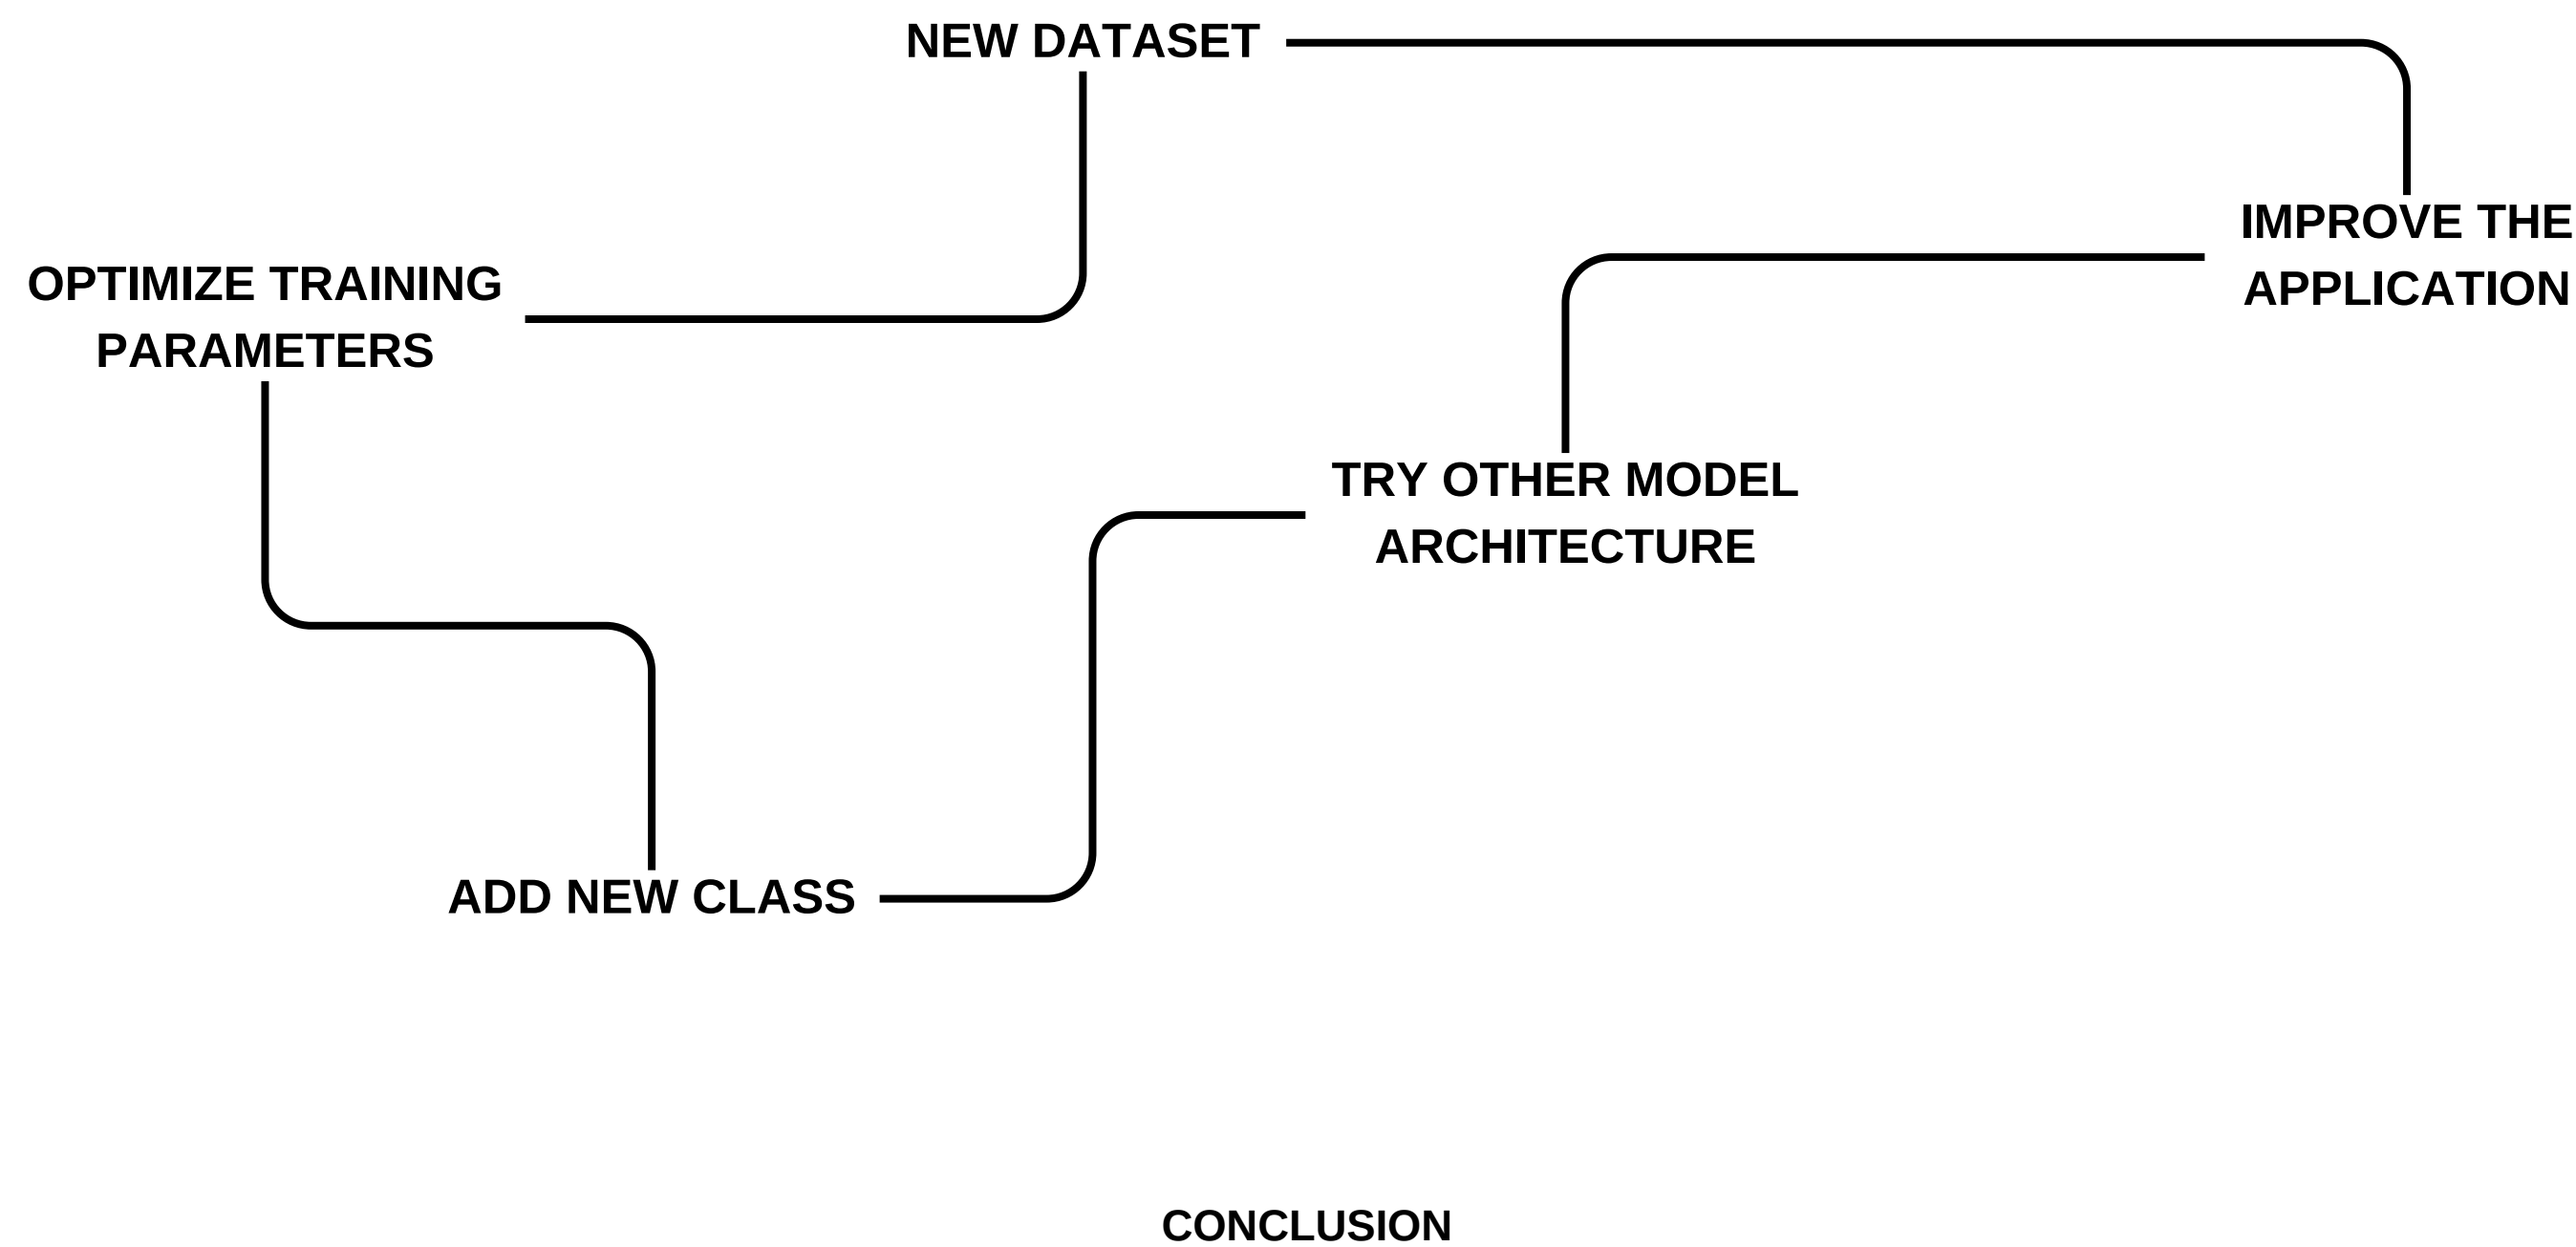 NEW DATASET
IMPROVE THE
APPLICATION
OPTIMIZE TRAINING
PARAMETERS
TRY OTHER MODEL
ARCHITECTURE
ADD NEW CLASS
CONCLUSION